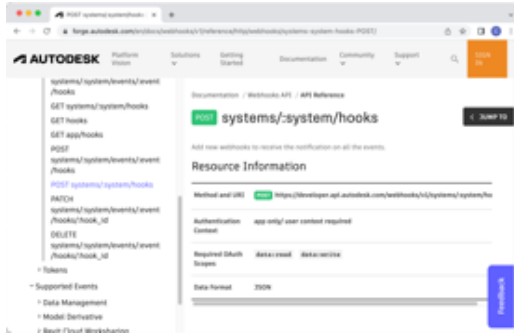 POST systems/:system/hooks
forge.autodesk.com/en/docs/webhooks/v1/reference/http/webhooks/systems-system-hooks-POST/
AUTODESK
Platform Vision
Solutions
Getting Started
Documentation
Community
Support
SIGN IN
systems/:system/events/:event
/hooks
GET systems/:system/hooks
GET hooks
GET app/hooks
POST
systems/:system/events/:event
/hooks
POST systems/:system/hooks
PATCH
systems/:system/events/:event
/hooks/:hook_id
DELETE
systems/:system/events/:event
/hooks/:hook_id
Tokens
Supported Events
Data Management
Model Derivative
Revit Cloud Worksharing
Documentation / Webhooks API / API Reference
POST systems/:system/hooks
< JUMP TO
Add new webhooks to receive the notification on all the events.
Resource Information
Method and URI POST https://developer.api.autodesk.com/webhooks/v1/systems/:system/ho
Authentication Context app only/ user context required
Required OAuth Scopes data:read data:write
Data Format JSON
Feedback